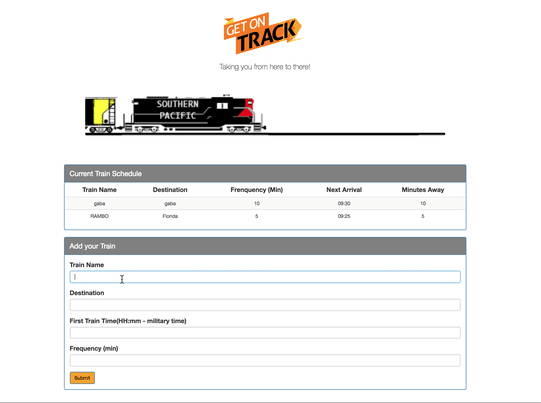 GET ON
TRACK
Taking you from here to there!
SOUTHERN
PACIFIC
Current Train Schedule
Train Name Destination Frenquency (Min) Next Arrival Minutes Away
gaba gaba 10 09:30 10
RAMBO Florida 5 09:25 5
Add your Train
Train Name
Destination
First Train Time(HH:mm - military time)
Frequency (min)
Submit